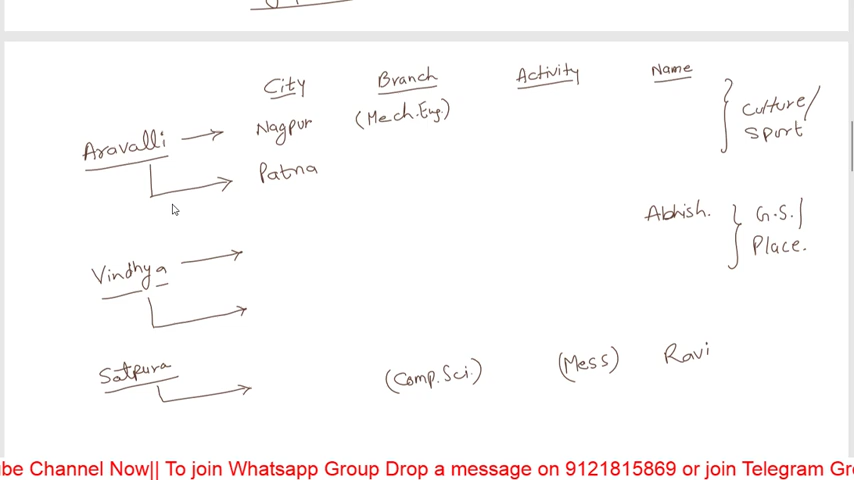 City Branch Activity Name
Aravalli Nagpur (Mech.Eng.) } Culture/
Sport
Patna
Abhish. } G.S./
Place.
Vindhya
Satpura (Comp.Sci.) (Mess) Ravi
be Channel Now|| To join Whatsapp Group Drop a message on 9121815869 or join Telegram Gro